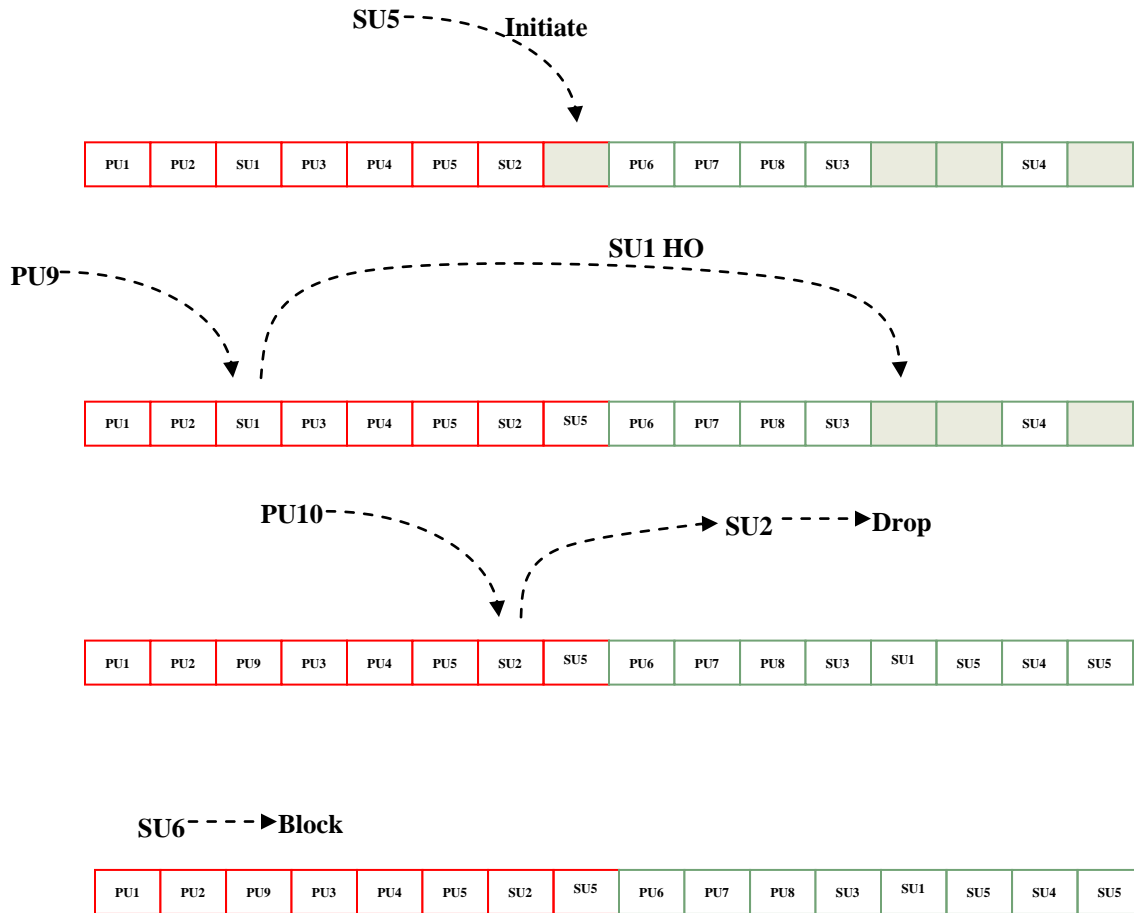 SU5 Initiate
PU1 PU2 SU1 PU3 PU4 PU5 SU2 PU6 PU7 PU8 SU3 SU4
SU1 HO
PU9
PU1 PU2 SU1 PU3 PU4 PU5 SU2 SU5 PU6 PU7 PU8 SU3 SU4
PU10 SU2 Drop
PU1 PU2 PU9 PU3 PU4 PU5 SU2 SU5 PU6 PU7 PU8 SU3 SU1 SU5 SU4 SU5
SU6 Block
PU1 PU2 PU9 PU3 PU4 PU5 SU2 SU5 PU6 PU7 PU8 SU3 SU1 SU5 SU4 SU5